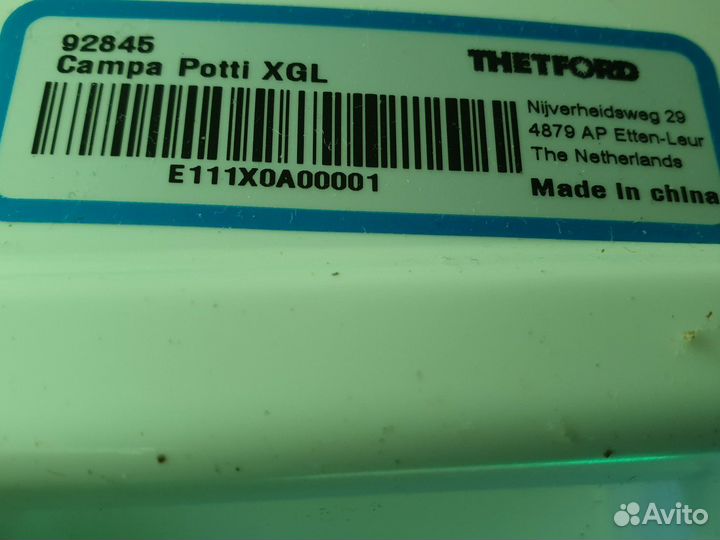 92845
Campa Potti XGL
THETFORD
E111X0A00001
Nijverheidsweg 29
4879 AP Etten-Leur
The Netherlands
Made In china
Avito